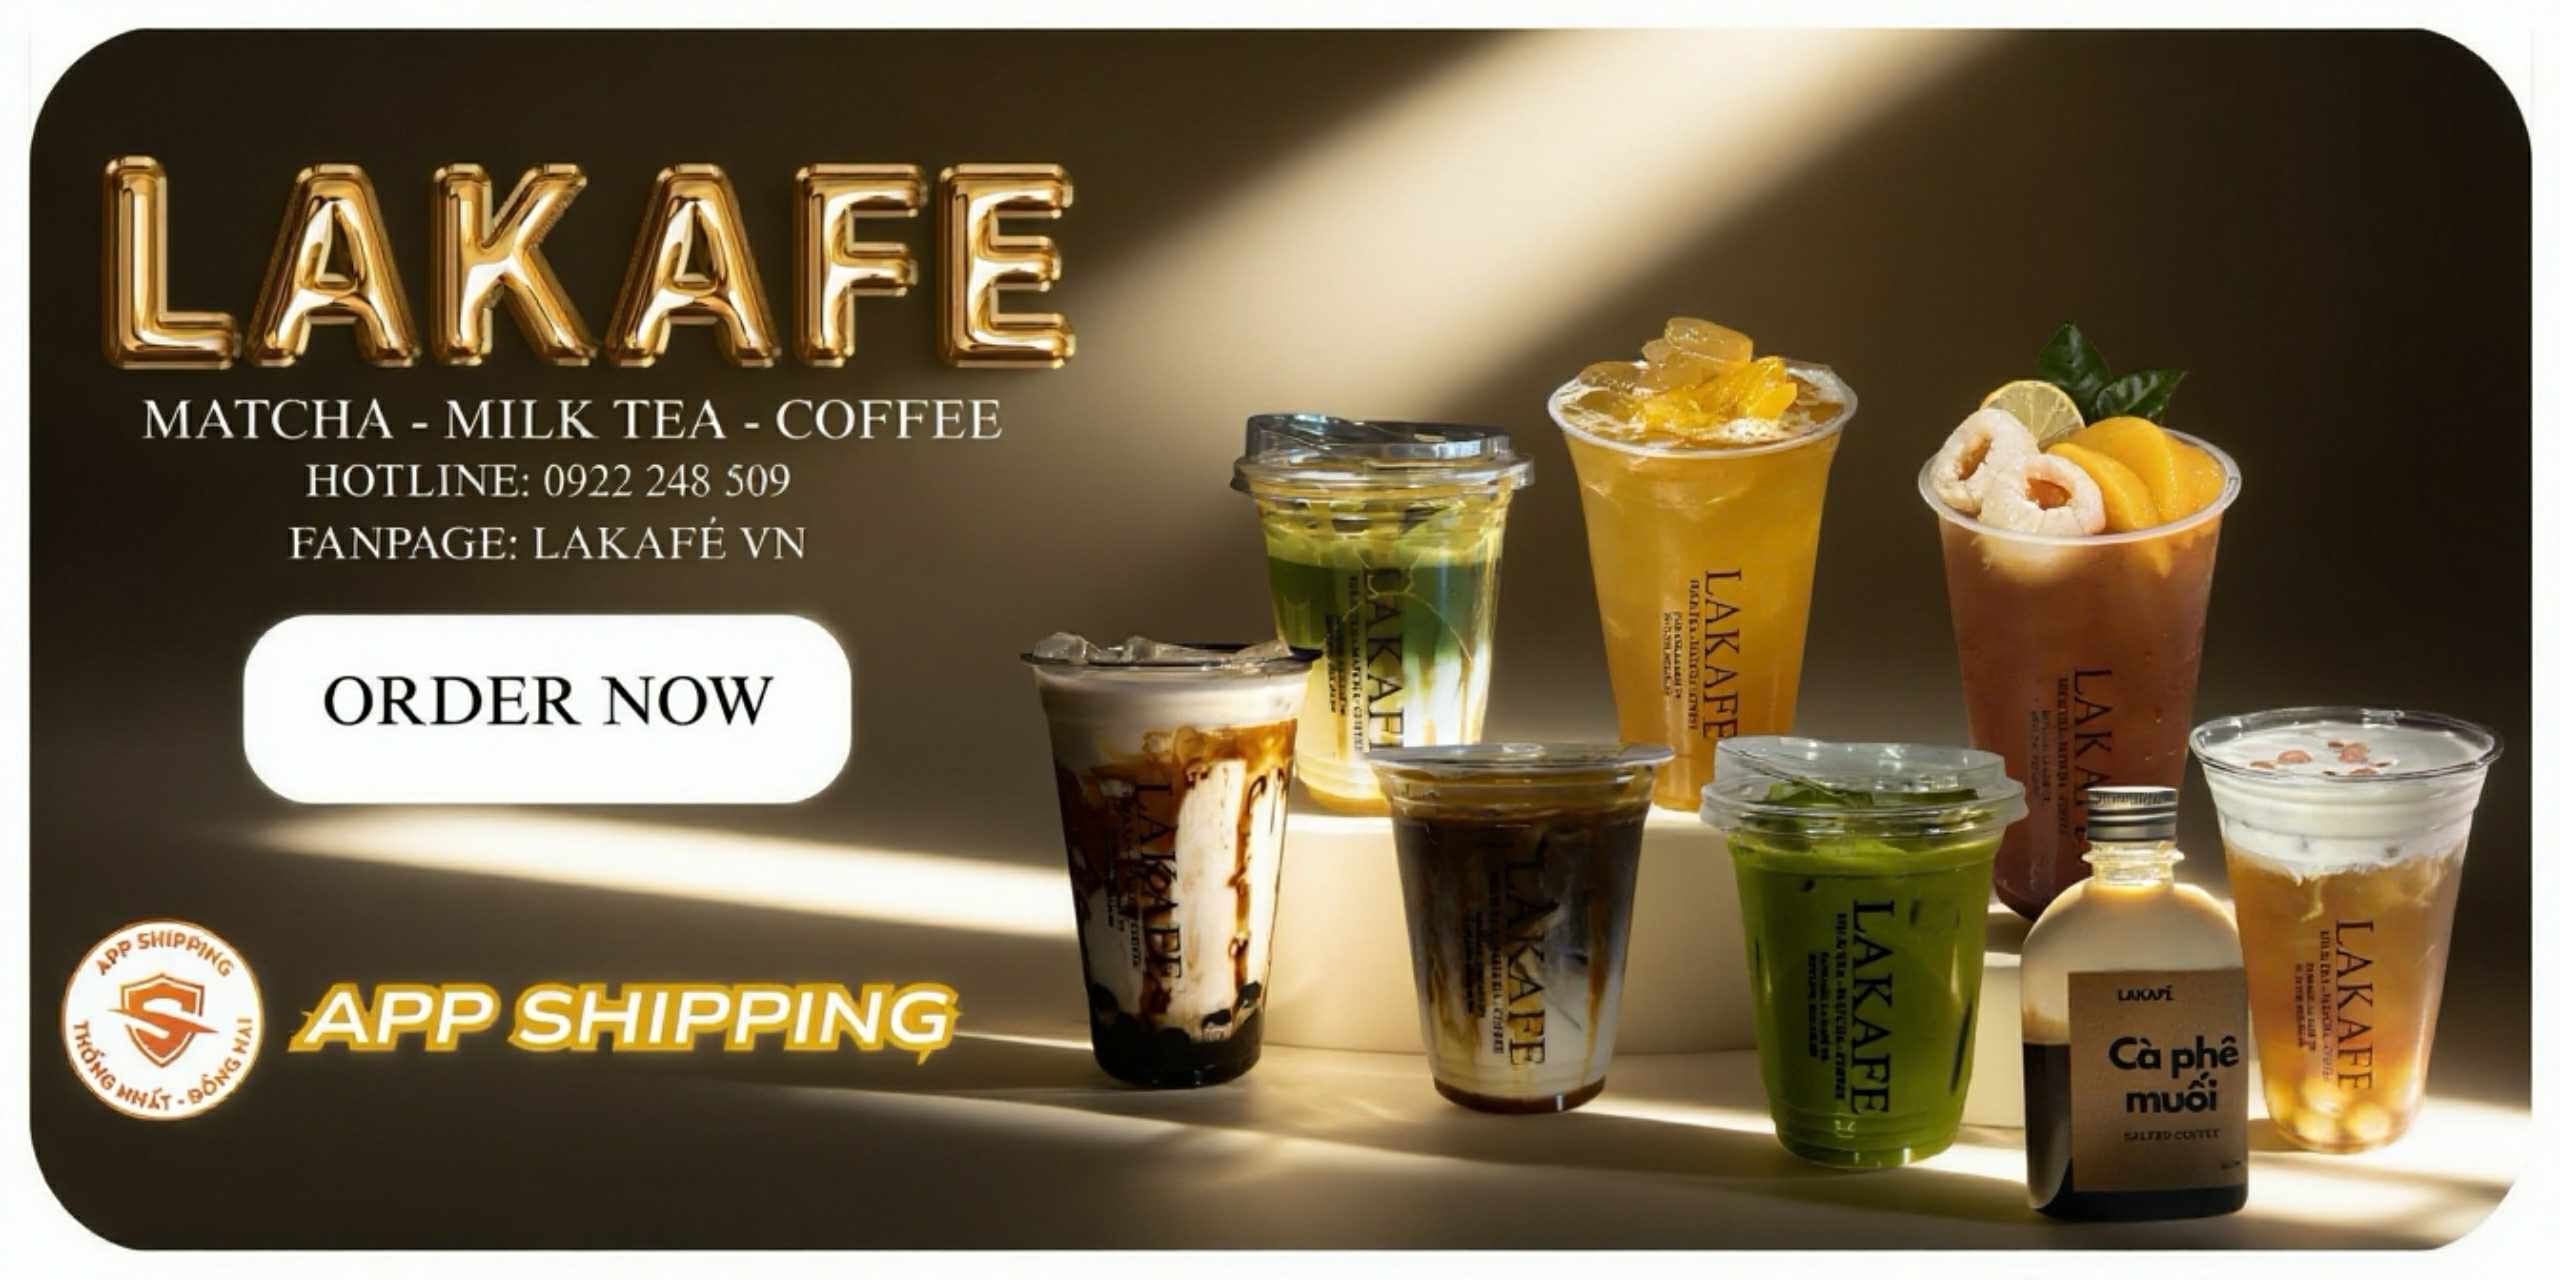 LAKAFE
MATCHA - MILK TEA - COFFEE
HOTLINE: 0922 248 509
FANPAGE: LAKAFÉ VN
ORDER NOW
APP SHIPPING
THỐNG NHẤT - ĐỒNG NAI
S
APP SHIPPING
LAKAFE
LAKAFE
LAKAFE
LAKAFE
LAKAFE
LAKAFE
LAKAFE
LAKAFÉ
Cà phê
muối
SALTED COFFEE